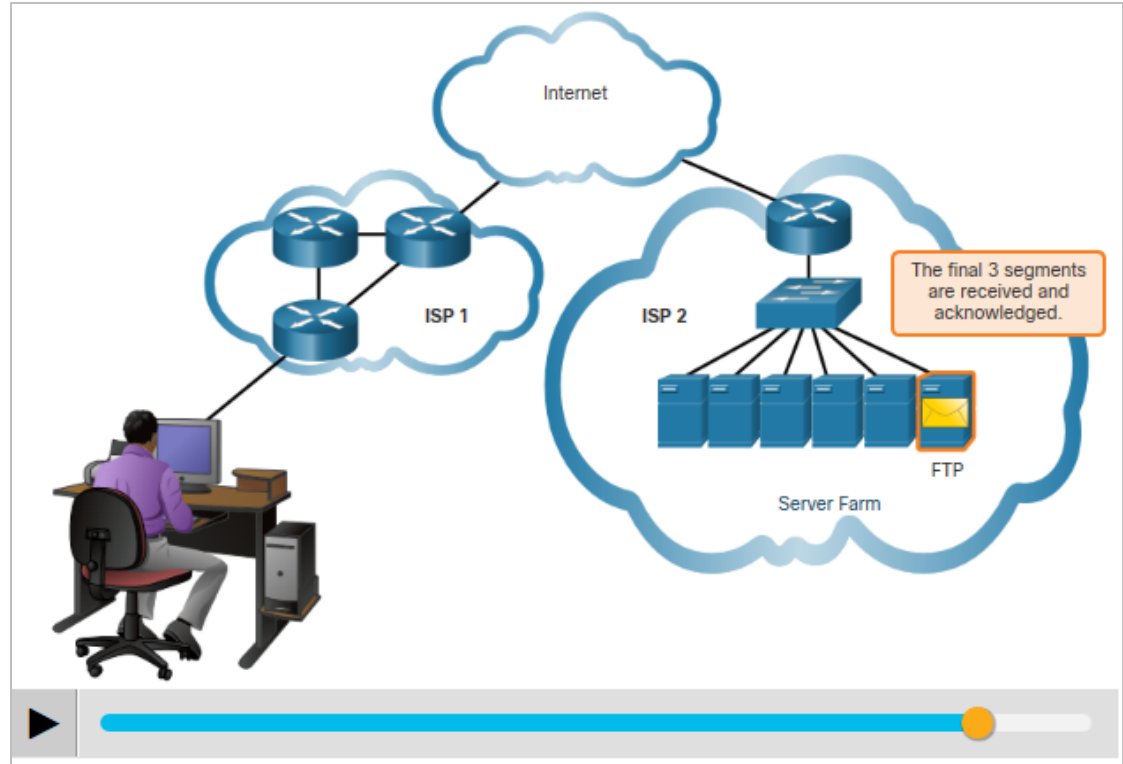 Internet
ISP 1
ISP 2
The final 3 segments
are received and
acknowledged.
FTP
Server Farm